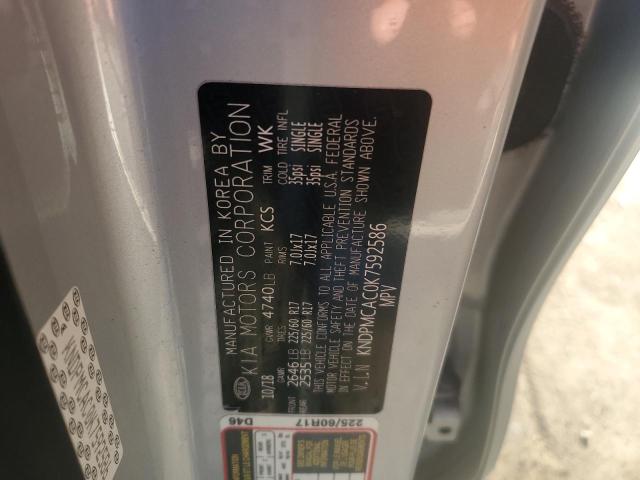 MANUFACTURED IN KOREA BY
KIA MOTORS CORPORATION
10/18 GVWR 4740LB PAINT KCS TRIM WK
GAWR RIMS COLD TIRE INFL
FRONT 2646LB 225/60 R17 7.0Jx17 35psi SINGLE
REAR 2535LB 225/60 R17 7.0Jx17 35psi SINGLE
THIS VEHICLE CONFORMS TO ALL APPLICABLE U.S.A. FEDERAL
MOTOR VEHICLE SAFETY AND THEFT PREVENTION STANDARDS
IN EFFECT ON THE DATE OF MANUFACTURE SHOWN ABOVE.
V.I.N KNDPMCAC0K7592586
MPV
KIA
D46
225/60R17